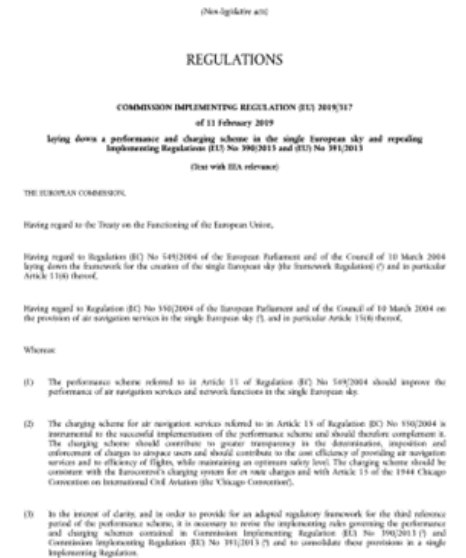 (Non-legislative acts)
REGULATIONS
COMMISSION IMPLEMENTING REGULATION (EU) 2019/317
of 11 February 2019
laying down a performance and charging scheme in the single European sky and repealing
Implementing Regulations (EU) No 390/2013 and (EU) No 391/2013
(Text with EEA relevance)
THE EUROPEAN COMMISSION,
Having regard to the Treaty on the Functioning of the European Union,
Having regard to Regulation (EC) No 549/2004 of the European Parliament and of the Council of 10 March 2004
laying down the framework for the creation of the single European sky (the framework Regulation) (¹) and in particular
Article 11(6) thereof,
Having regard to Regulation (EC) No 550/2004 of the European Parliament and of the Council of 10 March 2004 on
the provision of air navigation services in the single European sky (²), and in particular Article 15(4) thereof,
Whereas:
(1) The performance scheme referred to in Article 11 of Regulation (EC) No 549/2004 should improve the
performance of air navigation services and network functions in the single European sky.
(2) The charging scheme for air navigation services referred to in Article 15 of Regulation (EC) No 550/2004 is
instrumental to the successful implementation of the performance scheme and should therefore complement it.
The charging scheme should contribute to greater transparency in the determination, imposition and
enforcement of charges to airspace users and should contribute to the cost efficiency of providing air navigation
services and to efficiency of flights, while maintaining an optimum safety level. The charging scheme should be
consistent with the Eurocontrol's charging system for en route charges and with Article 15 of the 1944 Chicago
Convention on International Civil Aviation (the 'Chicago Convention').
(3) In the interest of clarity, and in order to provide for an adapted regulatory framework for the third reference
period of the performance scheme, it is necessary to revise the implementing rules governing the performance
and charging schemes contained in Commission Implementing Regulation (EU) No 390/2013 (³) and
Commission Implementing Regulation (EU) No 391/2013 (⁴) and to consolidate these provisions in a single
Implementing Regulation.